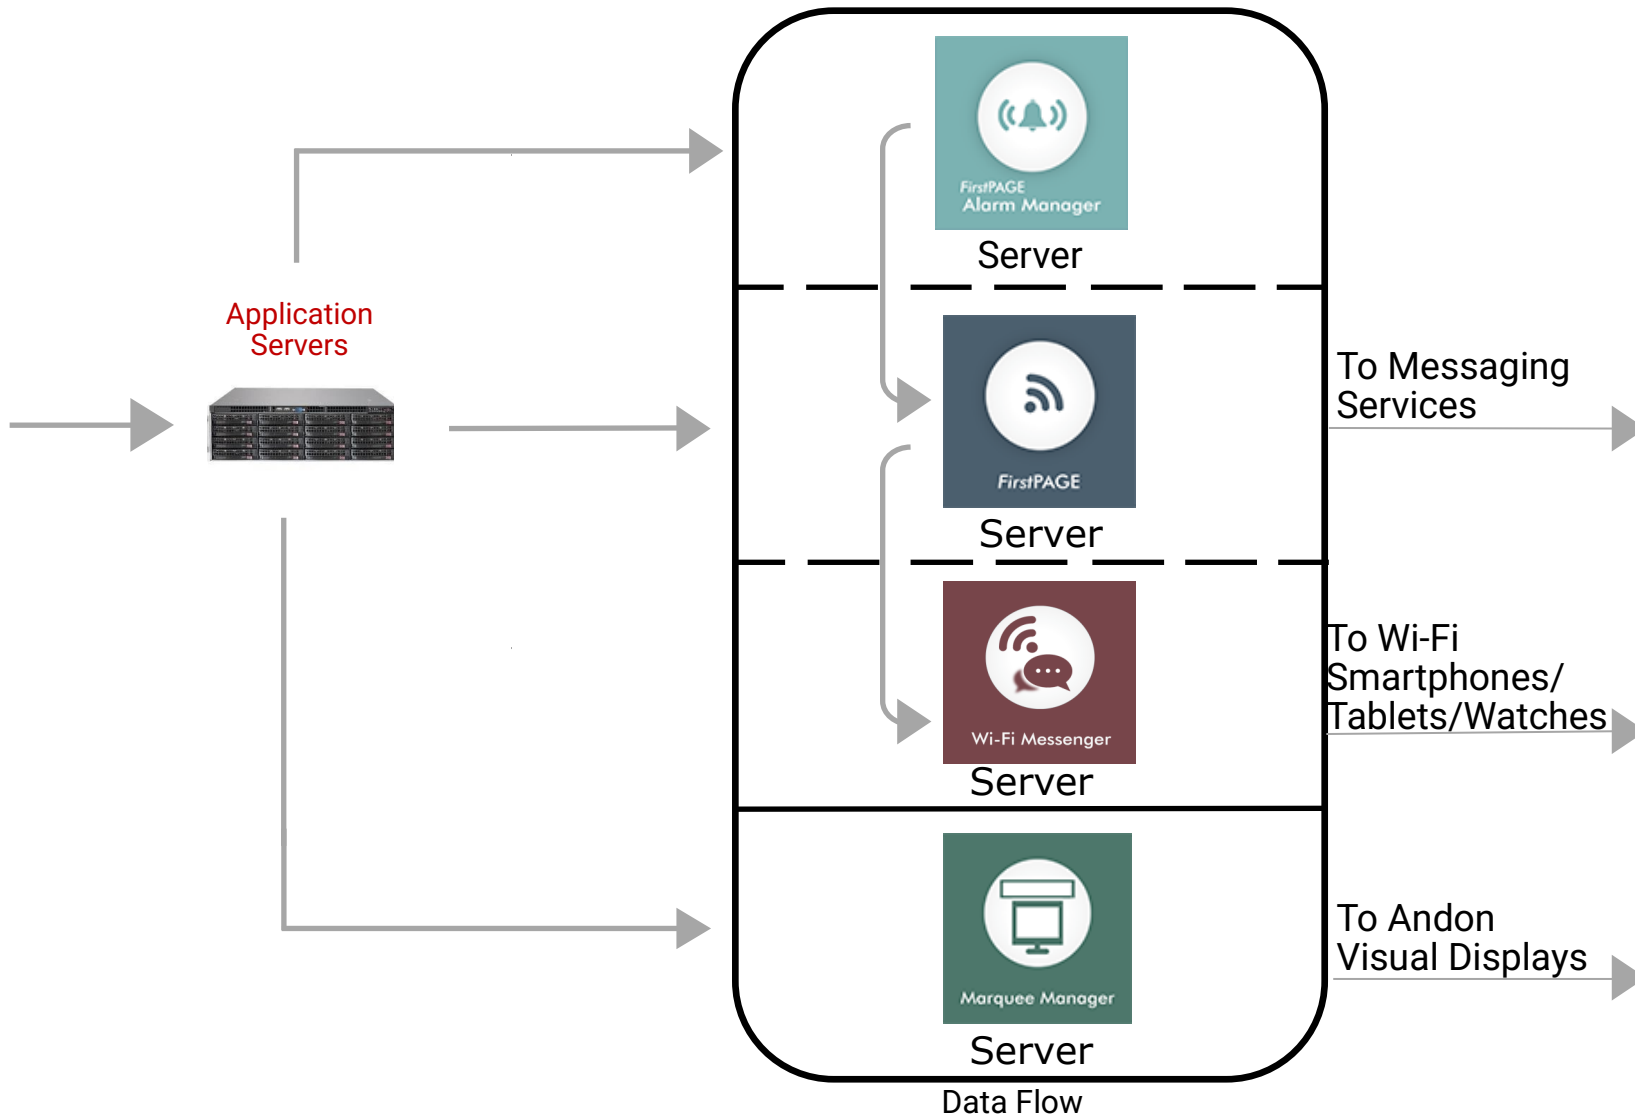 FirstPAGE
Alarm Manager
Server
Application
Servers
FirstPAGE
Server
To Messaging
Services
Wi-Fi Messenger
Server
To Wi-Fi
Smartphones/
Tablets/Watches
Marquee Manager
Server
To Andon
Visual Displays
Data Flow